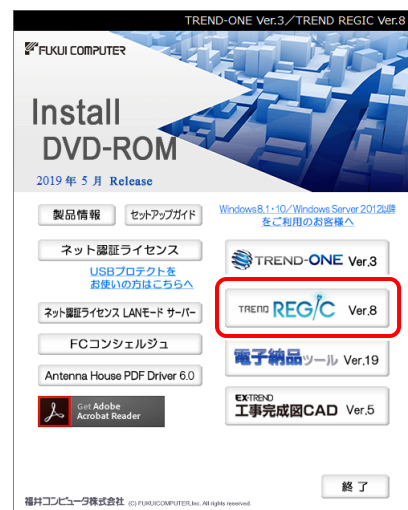 TREND-ONE Ver.3／TREND REGIC Ver.8
FUKUI COMPUTER
Install
DVD-ROM
2019 年 5 月 Release
製品情報
セットアップガイド
Windows8.1・10／Windows Server 2012以降
をご利用のお客様へ
ネット認証ライセンス
USBプロテクトを
お使いの方はこちらへ
TREND-ONE Ver.3
ネット認証ライセンス LANモード サーバー
TREND REGIC Ver.8
FCコンシェルジュ
電子納品ツール Ver.19
Antenna House PDF Driver 6.0
Get Adobe
Acrobat Reader
EX-TREND
工事完成図CAD Ver.5
終了
福井コンピュータ株式会社 (C) FUKUICOMPUTER,Inc. All rights reserved.